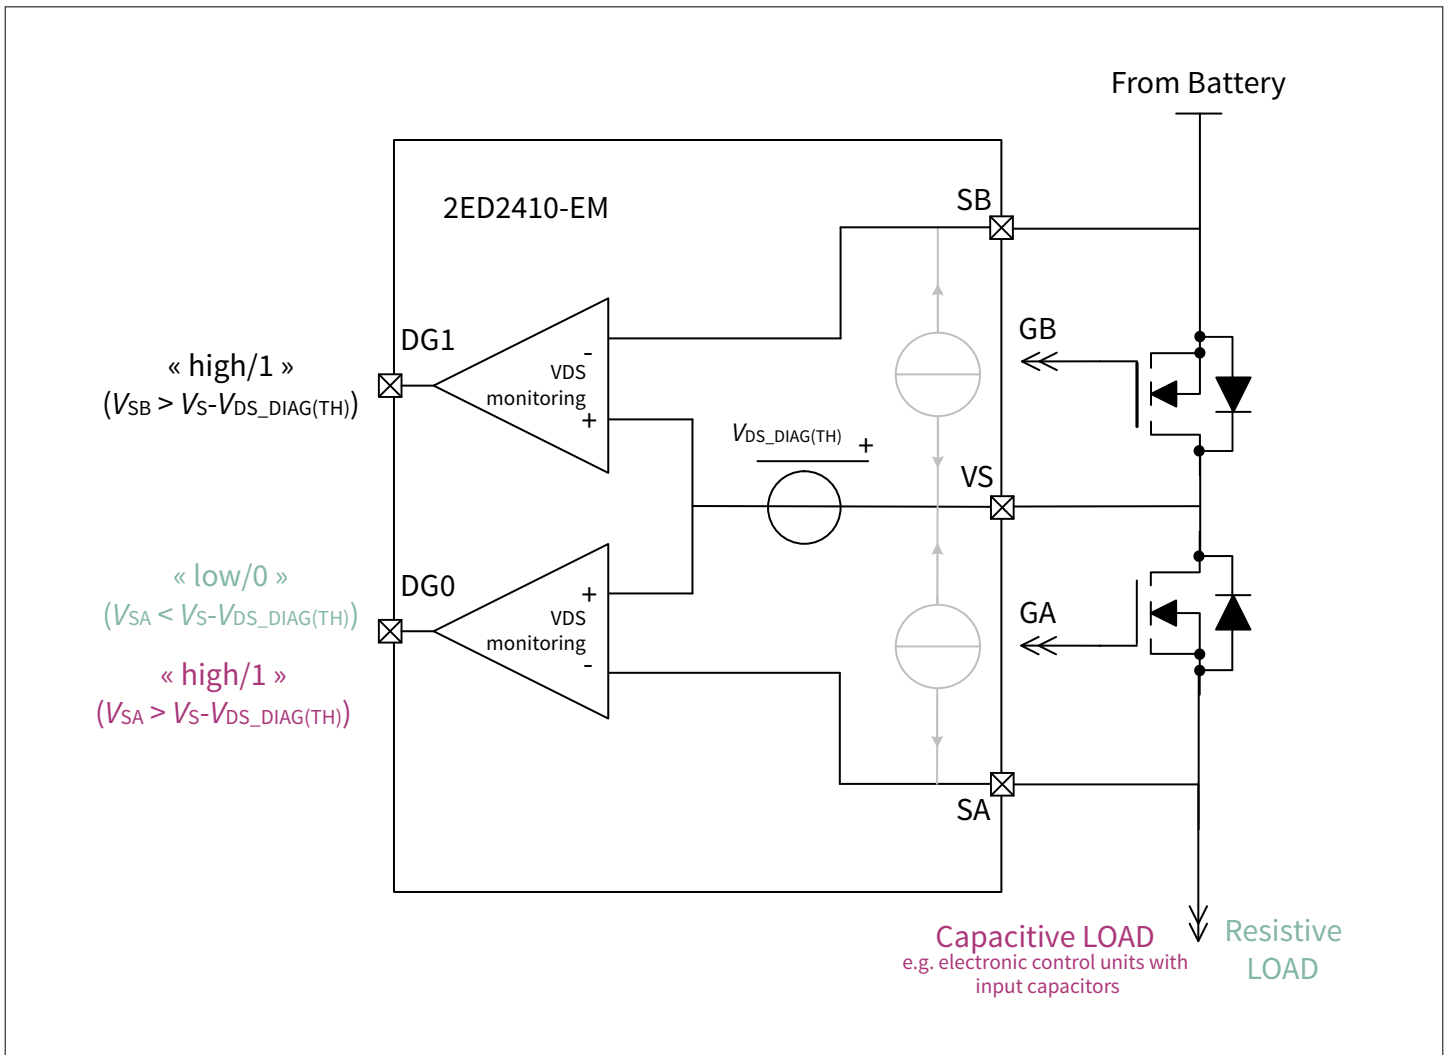 From Battery
2ED2410-EM
SB
DG1
GB
« high/1 »
(VSB > VS-VDS_DIAG(TH))
-
VDS
monitoring
+
VDS_DIAG(TH) +
VS
« low/0 »
(VSA < VS-VDS_DIAG(TH))
DG0
+
VDS
monitoring
-
GA
« high/1 »
(VSA > VS-VDS_DIAG(TH))
SA
Capacitive LOAD
e.g. electronic control units with
input capacitors
Resistive
LOAD